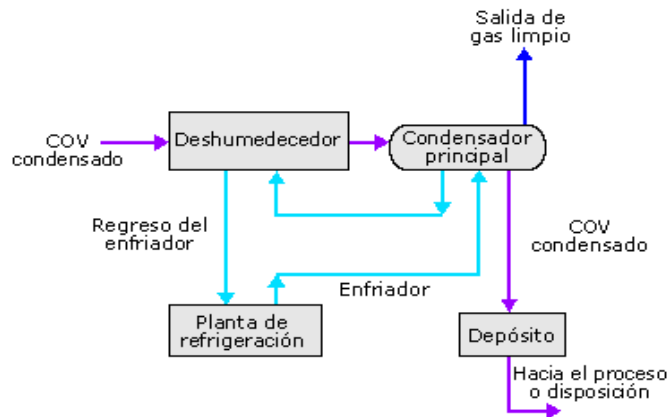 Salida de
gas limpio
COV
condensado
Deshumedecedor
Condensador
principal
Regreso del
enfriador
COV
condensado
Enfriador
Planta de
refrigeración
Depósito
Hacia el proceso
o disposición